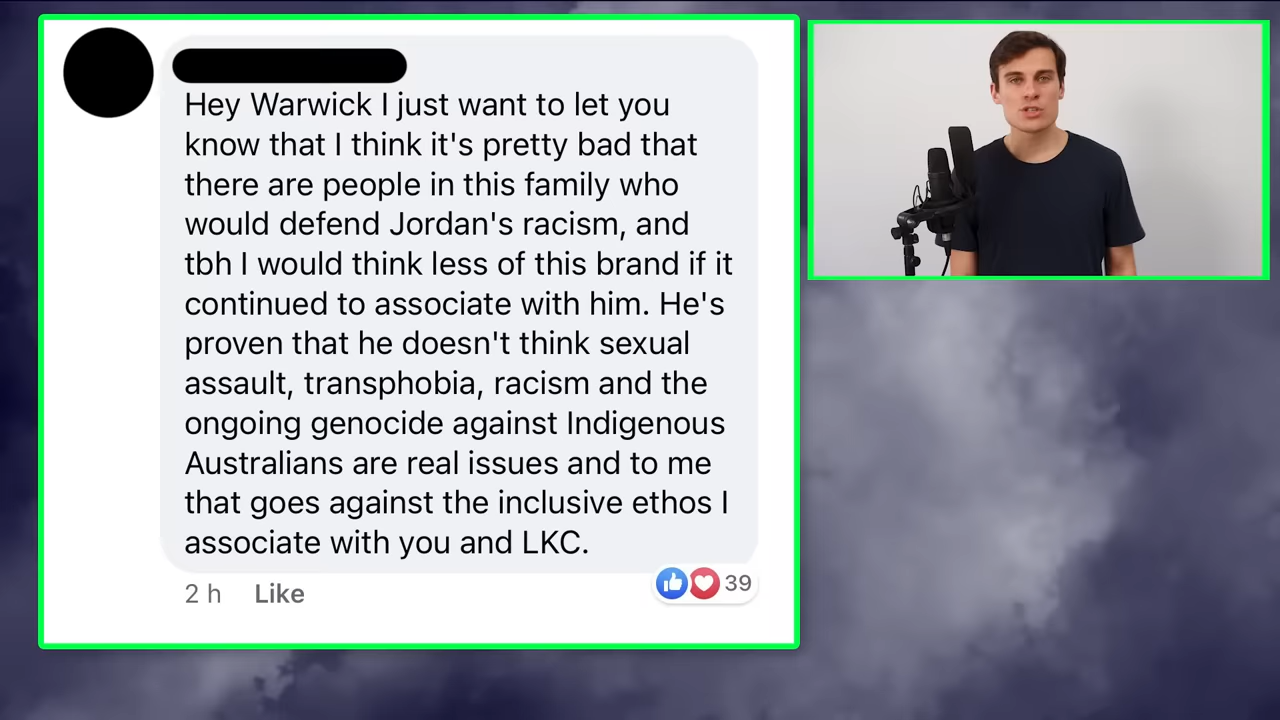 Hey Warwick I just want to let you
know that I think it's pretty bad that
there are people in this family who
would defend Jordan's racism, and
tbh I would think less of this brand if it
continued to associate with him. He's
proven that he doesn't think sexual
assault, transphobia, racism and the
ongoing genocide against Indigenous
Australians are real issues and to me
that goes against the inclusive ethos I
associate with you and LKC.
2 h Like 39